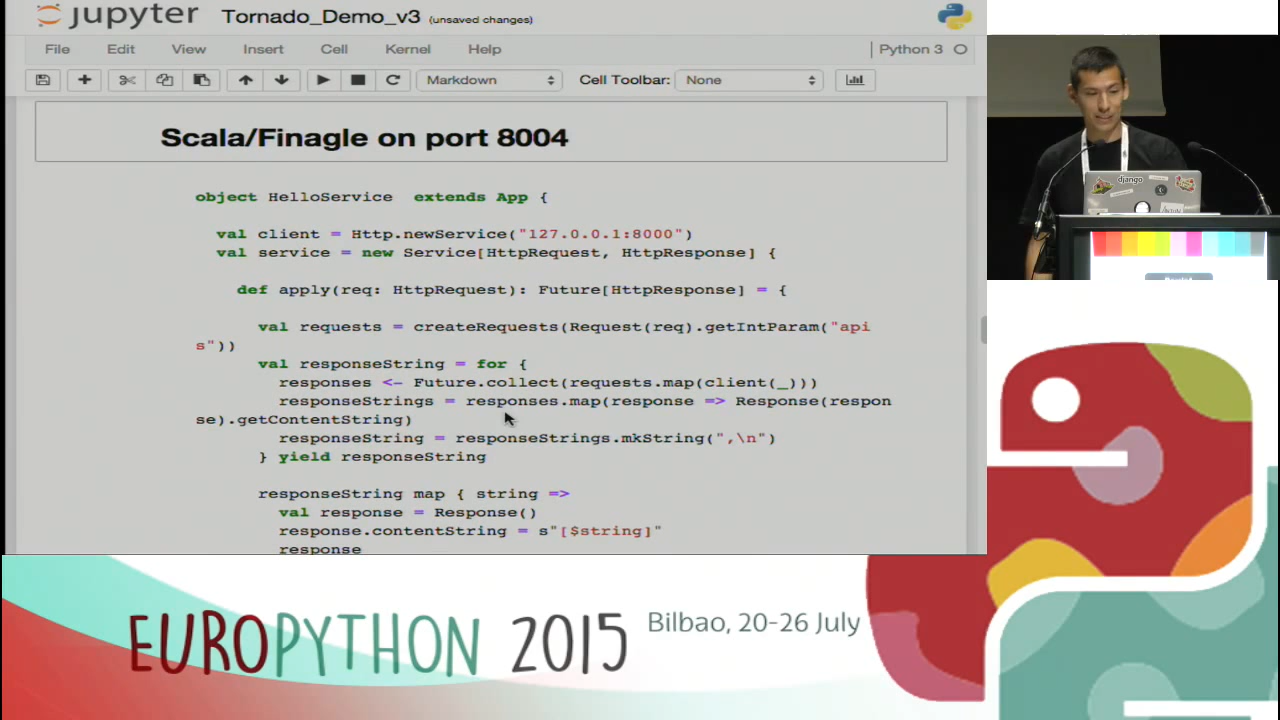 jupyter Tornado_Demo_v3 (unsaved changes)
File Edit View Insert Cell Kernel Help Python 3
Markdown Cell Toolbar: None
Scala/Finagle on port 8004
object HelloService extends App {
val client = Http.newService("127.0.0.1:8000")
val service = new Service[HttpRequest, HttpResponse] {
def apply(req: HttpRequest): Future[HttpResponse] = {
val requests = createRequests(Request(req).getIntParam("api
s"))
val responseString = for {
responses <- Future.collect(requests.map(client(_)))
responseStrings = responses.map(response => Response(respon
se).getContentString)
responseString = responseStrings.mkString(",\n")
} yield responseString
responseString map { string =>
val response = Response()
response.contentString = s"[$string]"
response
django
EUROPYTHON 2015
Bilbao, 20-26 July